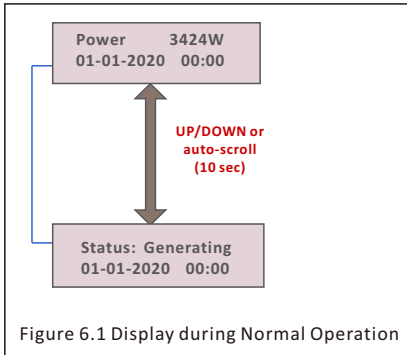 Power 3424W
01-01-2020 00:00
UP/DOWN or
auto-scroll
(10 sec)
Status: Generating
01-01-2020 00:00
Figure 6.1 Display during Normal Operation